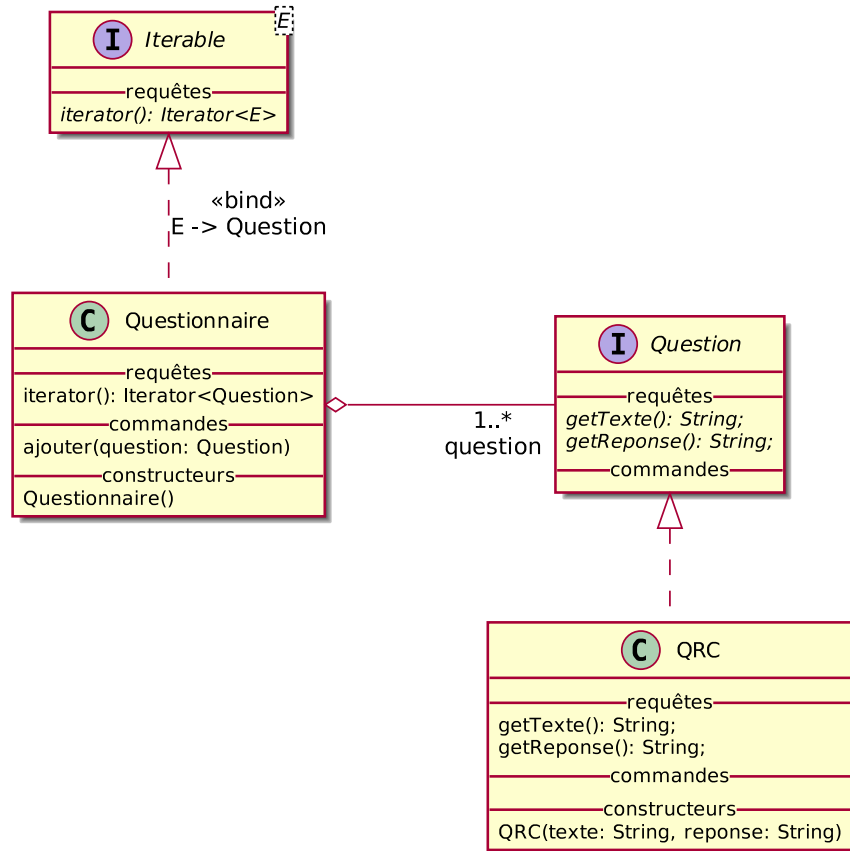 E
I Iterable
requêtes
iterator(): Iterator<E>
«bind»
E -> Question
C Questionnaire
requêtes
iterator(): Iterator<Question>
commandes
ajouter(question: Question)
constructeurs
Questionnaire()
1..*
question
I Question
requêtes
getTexte(): String;
getReponse(): String;
commandes
C QRC
requêtes
getTexte(): String;
getReponse(): String;
commandes
constructeurs
QRC(texte: String, reponse: String)